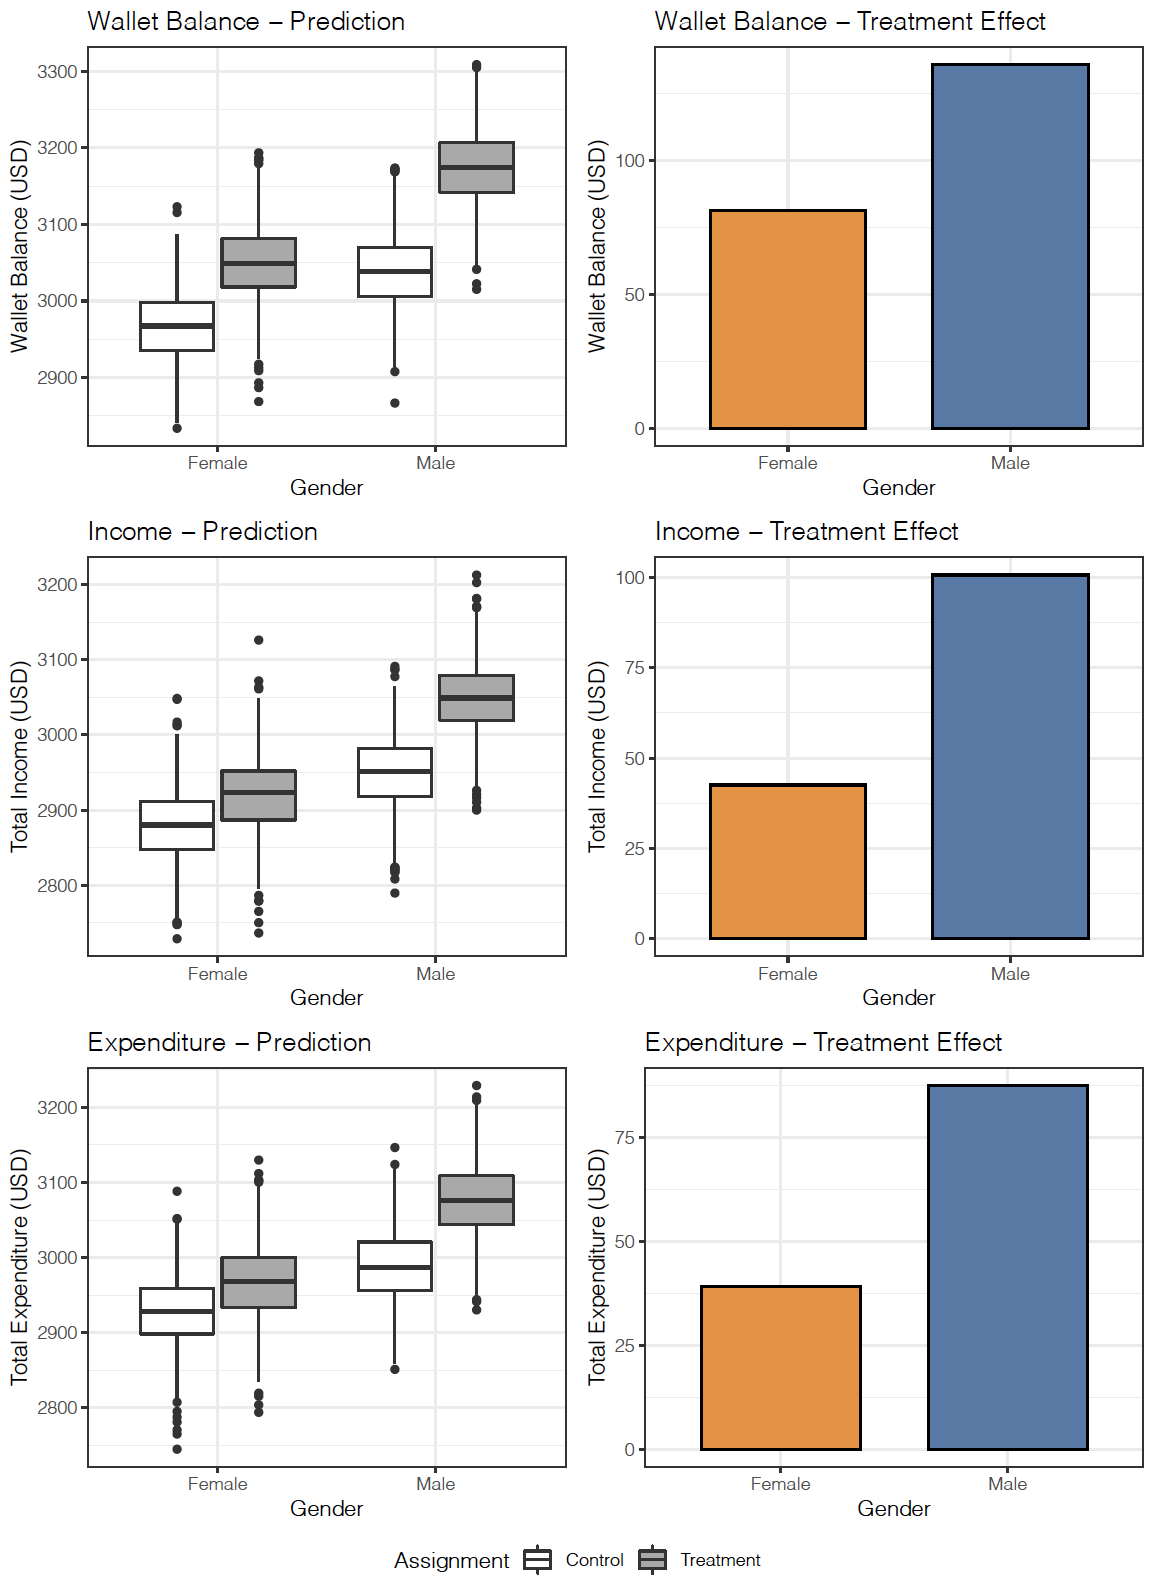 Wallet Balance – Prediction
Wallet Balance (USD)
3300
3200
3100
3000
2900
Female
Male
Gender
Wallet Balance – Treatment Effect
Wallet Balance (USD)
100
50
0
Female
Male
Gender
Income – Prediction
Total Income (USD)
3200
3100
3000
2900
2800
Female
Male
Gender
Income – Treatment Effect
Total Income (USD)
100
75
50
25
0
Female
Male
Gender
Expenditure – Prediction
Total Expenditure (USD)
3200
3100
3000
2900
2800
Female
Male
Gender
Expenditure – Treatment Effect
Total Expenditure (USD)
75
50
25
0
Female
Male
Gender
Assignment Control Treatment